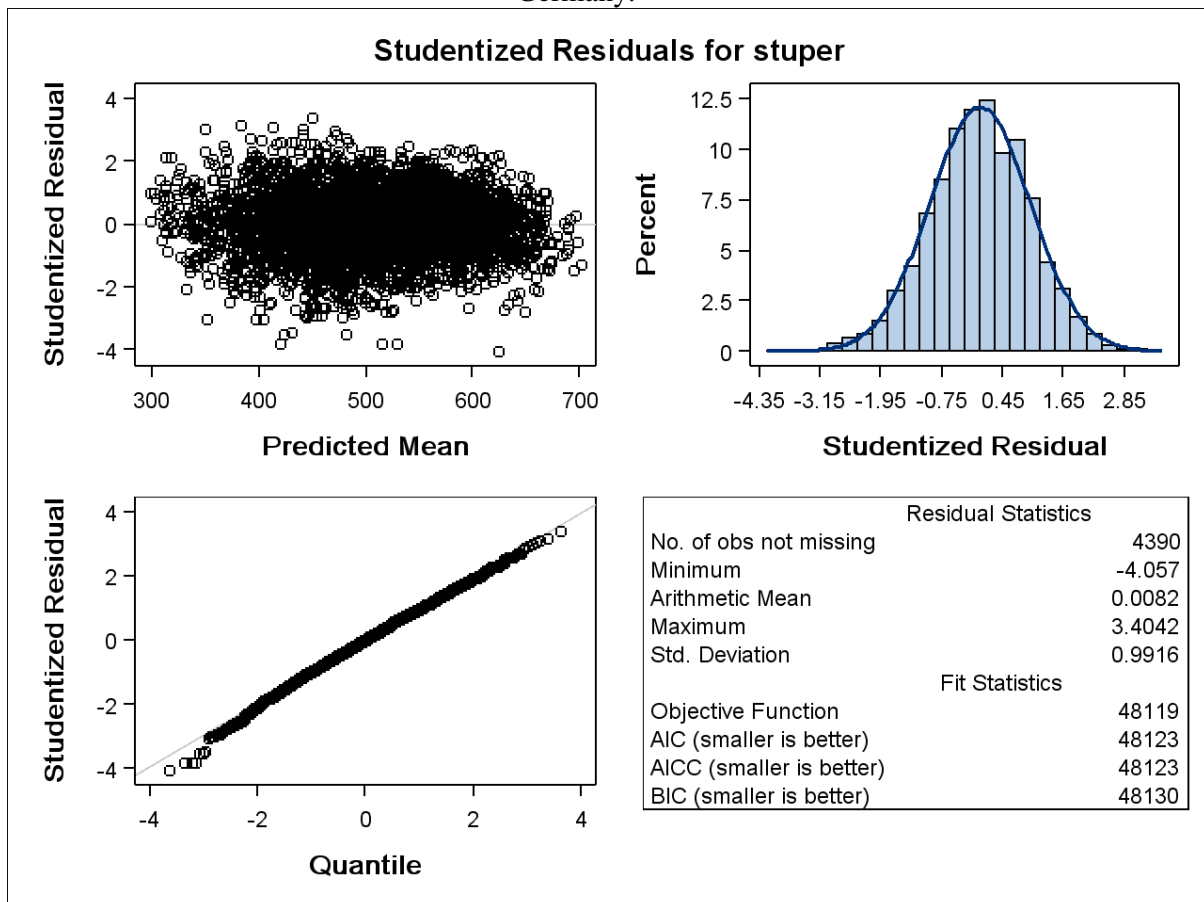 Germany.
Studentized Residuals for stuper
Studentized Residual
4
2
0
-2
-4
300 400 500 600 700
Predicted Mean
Percent
12.5
10
7.5
5
2.5
0
-4.35 -3.15 -1.95 -0.75 0.45 1.65 2.85
Studentized Residual
Studentized Residual
4
2
0
-2
-4
-4 -2 0 2 4
Quantile
Residual Statistics
No. of obs not missing 4390
Minimum -4.057
Arithmetic Mean 0.0082
Maximum 3.4042
Std. Deviation 0.9916
Fit Statistics
Objective Function 48119
AIC (smaller is better) 48123
AICC (smaller is better) 48123
BIC (smaller is better) 48130